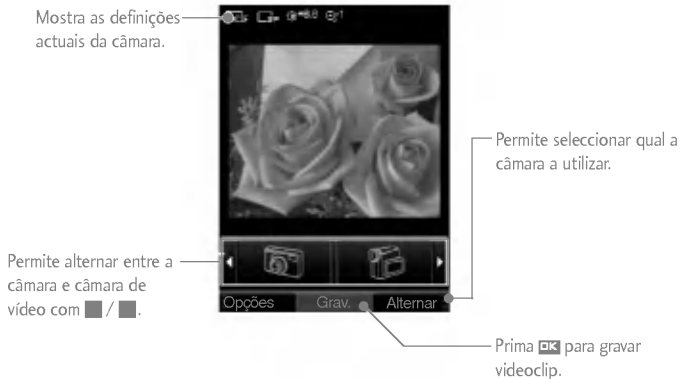 Mostra as definições
actuais da câmara.
Permite seleccionar qual a
câmara a utilizar.
Permite alternar entre a
câmara e câmara de
vídeo com / .
Opções Grav. Alternar
Prima OK para gravar
videoclip.